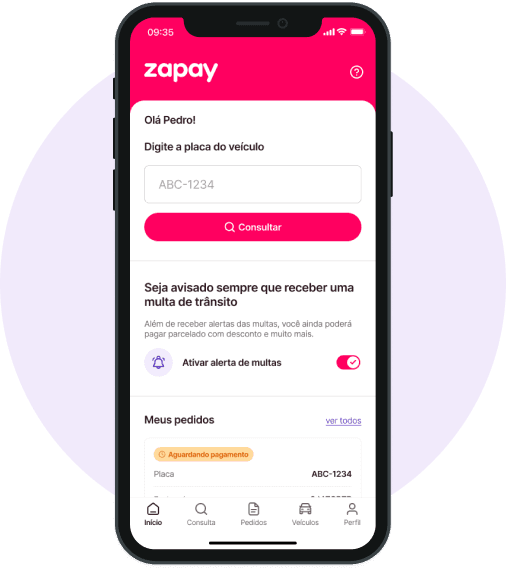 09:35
zapay
Olá Pedro!
Digite a placa do veículo
ABC-1234
Consultar
Seja avisado sempre que receber uma
multa de trânsito
Além de receber alertas das multas, você ainda poderá
pagar parcelado com desconto e muito mais.
Ativar alerta de multas
Meus pedidos
ver todos
Aguardando pagamento
Placa
ABC-1234
Início
Consulta
Pedidos
Veículos
Perfil